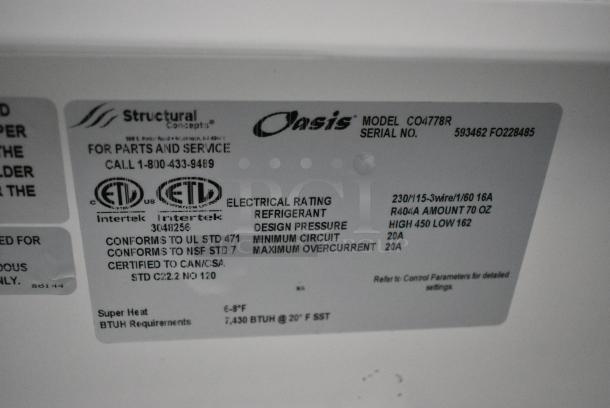 Structural
Concepts
Oasis
MODEL CO4778R
SERIAL NO. 593462 FO228485
FOR PARTS AND SERVICE
CALL 1-800-433-9489
C ETL US ETL
Intertek Intertek
3048256
CONFORMS TO UL STD 471
CONFORMS TO NSF STD 7
CERTIFIED TO CAN/CSA
STD C22.2 NO 120
ELECTRICAL RATING 230/115-3wire/1/60 16A
REFRIGERANT R404A AMOUNT 70 OZ
DESIGN PRESSURE HIGH 450 LOW 162
MINIMUM CIRCUIT 20A
MAXIMUM OVERCURRENT 20A
Refer to Control Parameters for detailed
settings.
Super Heat 6-8°F
BTUH Requirements 7,430 BTUH @ 20° F SST
D
PER
THE
LDER
R THE
ED FOR
DOUS
NLY. 86144
pci